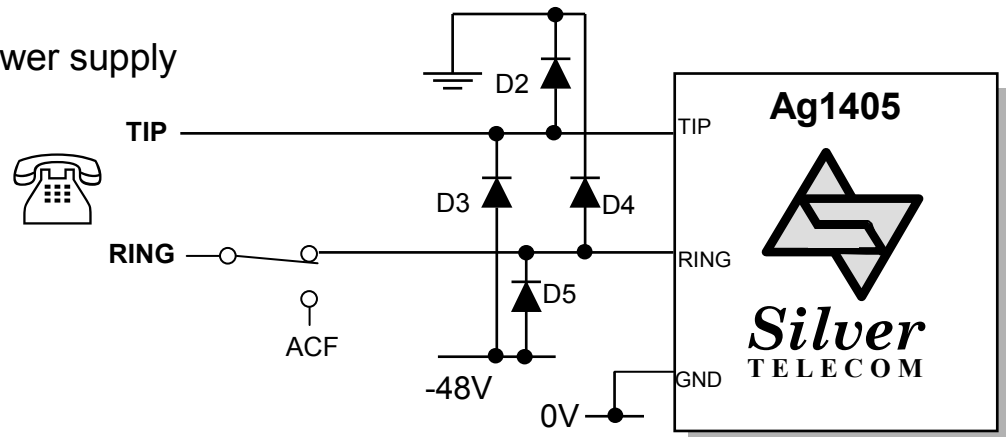 wer supply
D2
Ag1405
TIP
TIP
D3
D4
RING
RING
D5
ACF
Silver
TELECOM
-48V
GND
0V